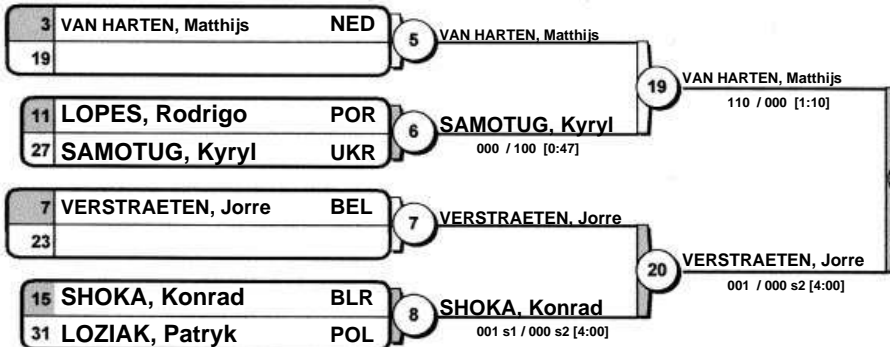 3 VAN HARTEN, Matthijs NED
19
5 VAN HARTEN, Matthijs
11 LOPES, Rodrigo POR
27 SAMOTUG, Kyryl UKR
6 SAMOTUG, Kyryl
000 / 100 [0:47]
19 VAN HARTEN, Matthijs
110 / 000 [1:10]
7 VERSTRAETEN, Jorre BEL
23
7 VERSTRAETEN, Jorre
15 SHOKA, Konrad BLR
31 LOZIAK, Patryk POL
8 SHOKA, Konrad
001 s1 / 000 s2 [4:00]
20 VERSTRAETEN, Jorre
001 / 000 s2 [4:00]